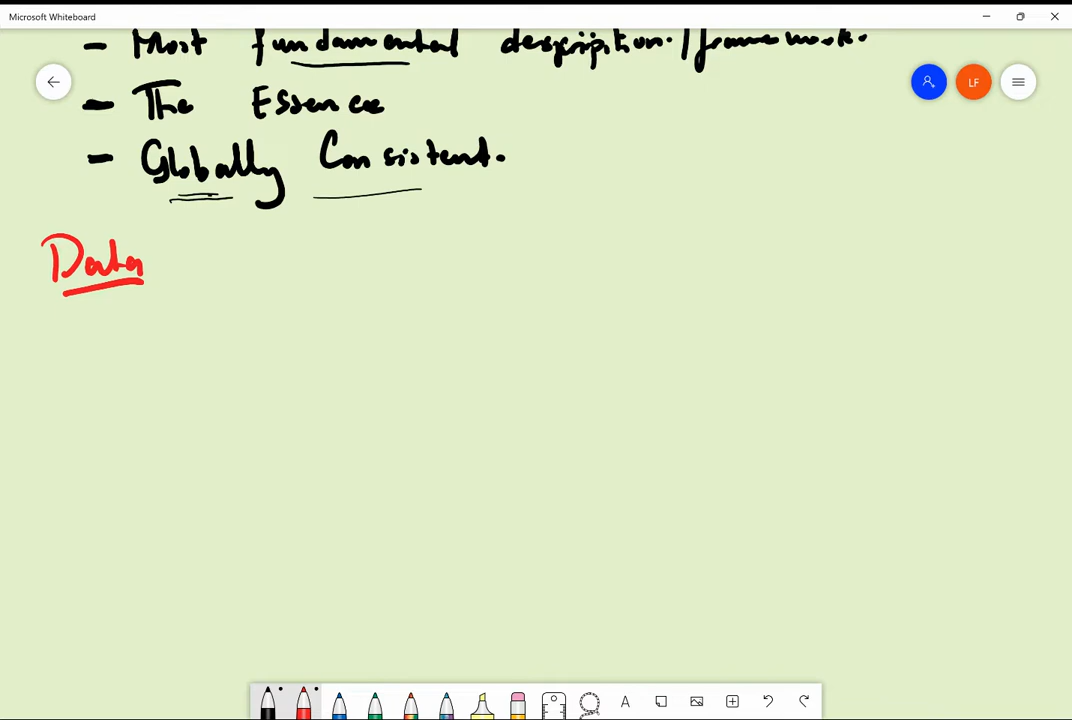 Microsoft Whiteboard
- Most fundamental description./framework.
LF
- The Essence
- Globally Consistent.
Data
A